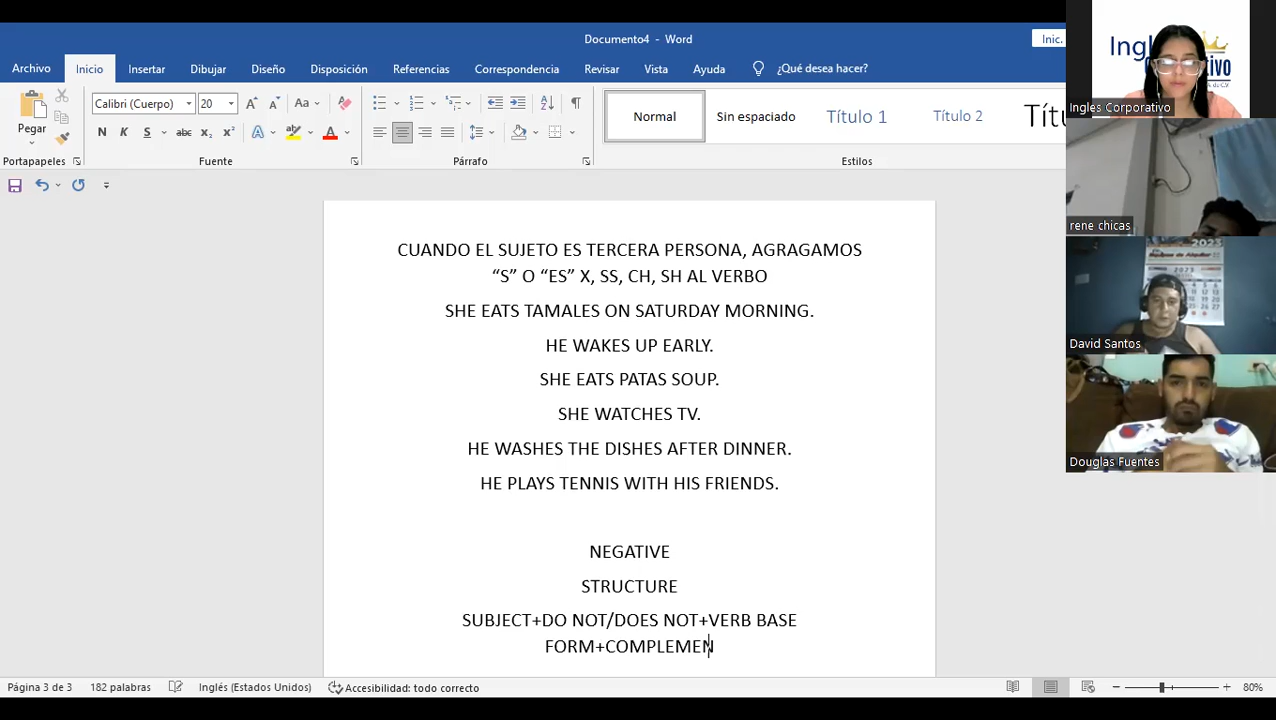 Documento4 - Word
Inic.
Archivo
Inicio
Insertar
Dibujar
Diseño
Disposición
Referencias
Correspondencia
Revisar
Vista
Ayuda
¿Qué desea hacer?
Pegar
Calibri (Cuerpo)
20
Normal
Sin espaciado
Título 1
Título 2
Portapapeles
Fuente
Párrafo
Estilos
CUANDO EL SUJETO ES TERCERA PERSONA, AGRAGAMOS
“S” O “ES” X, SS, CH, SH AL VERBO
SHE EATS TAMALES ON SATURDAY MORNING.
HE WAKES UP EARLY.
SHE EATS PATAS SOUP.
SHE WATCHES TV.
HE WASHES THE DISHES AFTER DINNER.
HE PLAYS TENNIS WITH HIS FRIENDS.
NEGATIVE
STRUCTURE
SUBJECT+DO NOT/DOES NOT+VERB BASE
FORM+COMPLEMEN
Página 3 de 3
182 palabras
Inglés (Estados Unidos)
Accesibilidad: todo correcto
80%
Ingles Corporativo
rene chicas
2023
2023
David Santos
Douglas Fuentes